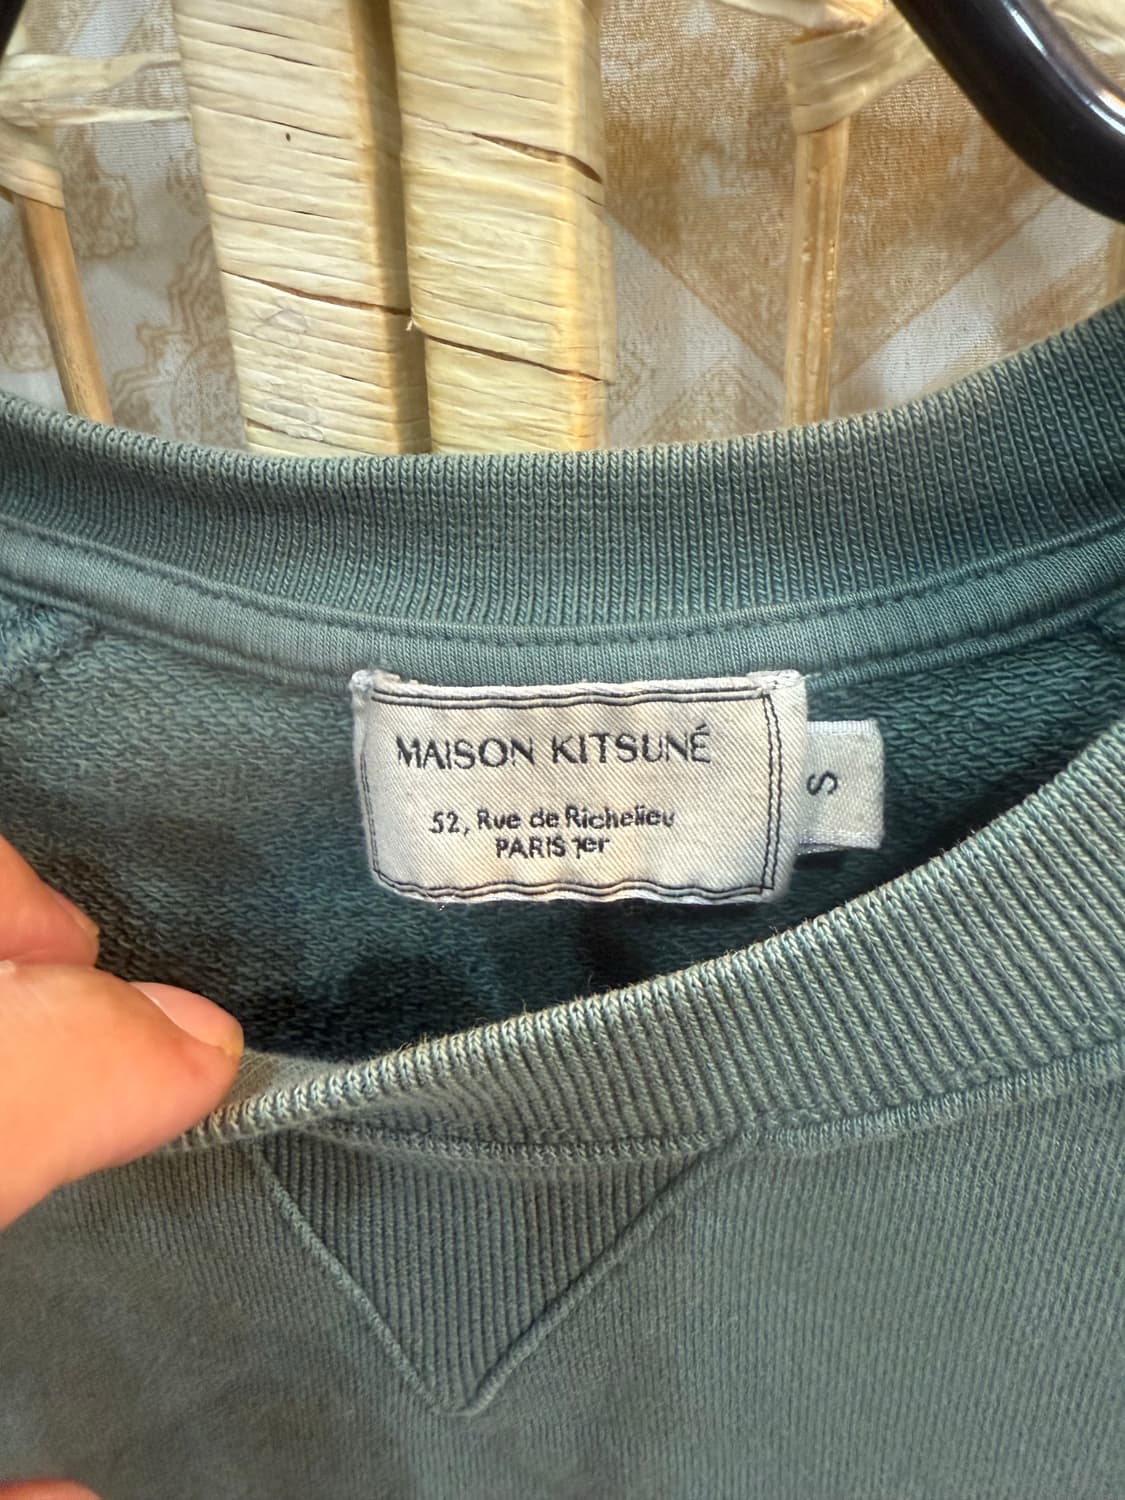 MAISON KITSUNÉ
52, Rue de Richelieu
PARIS 1er
S